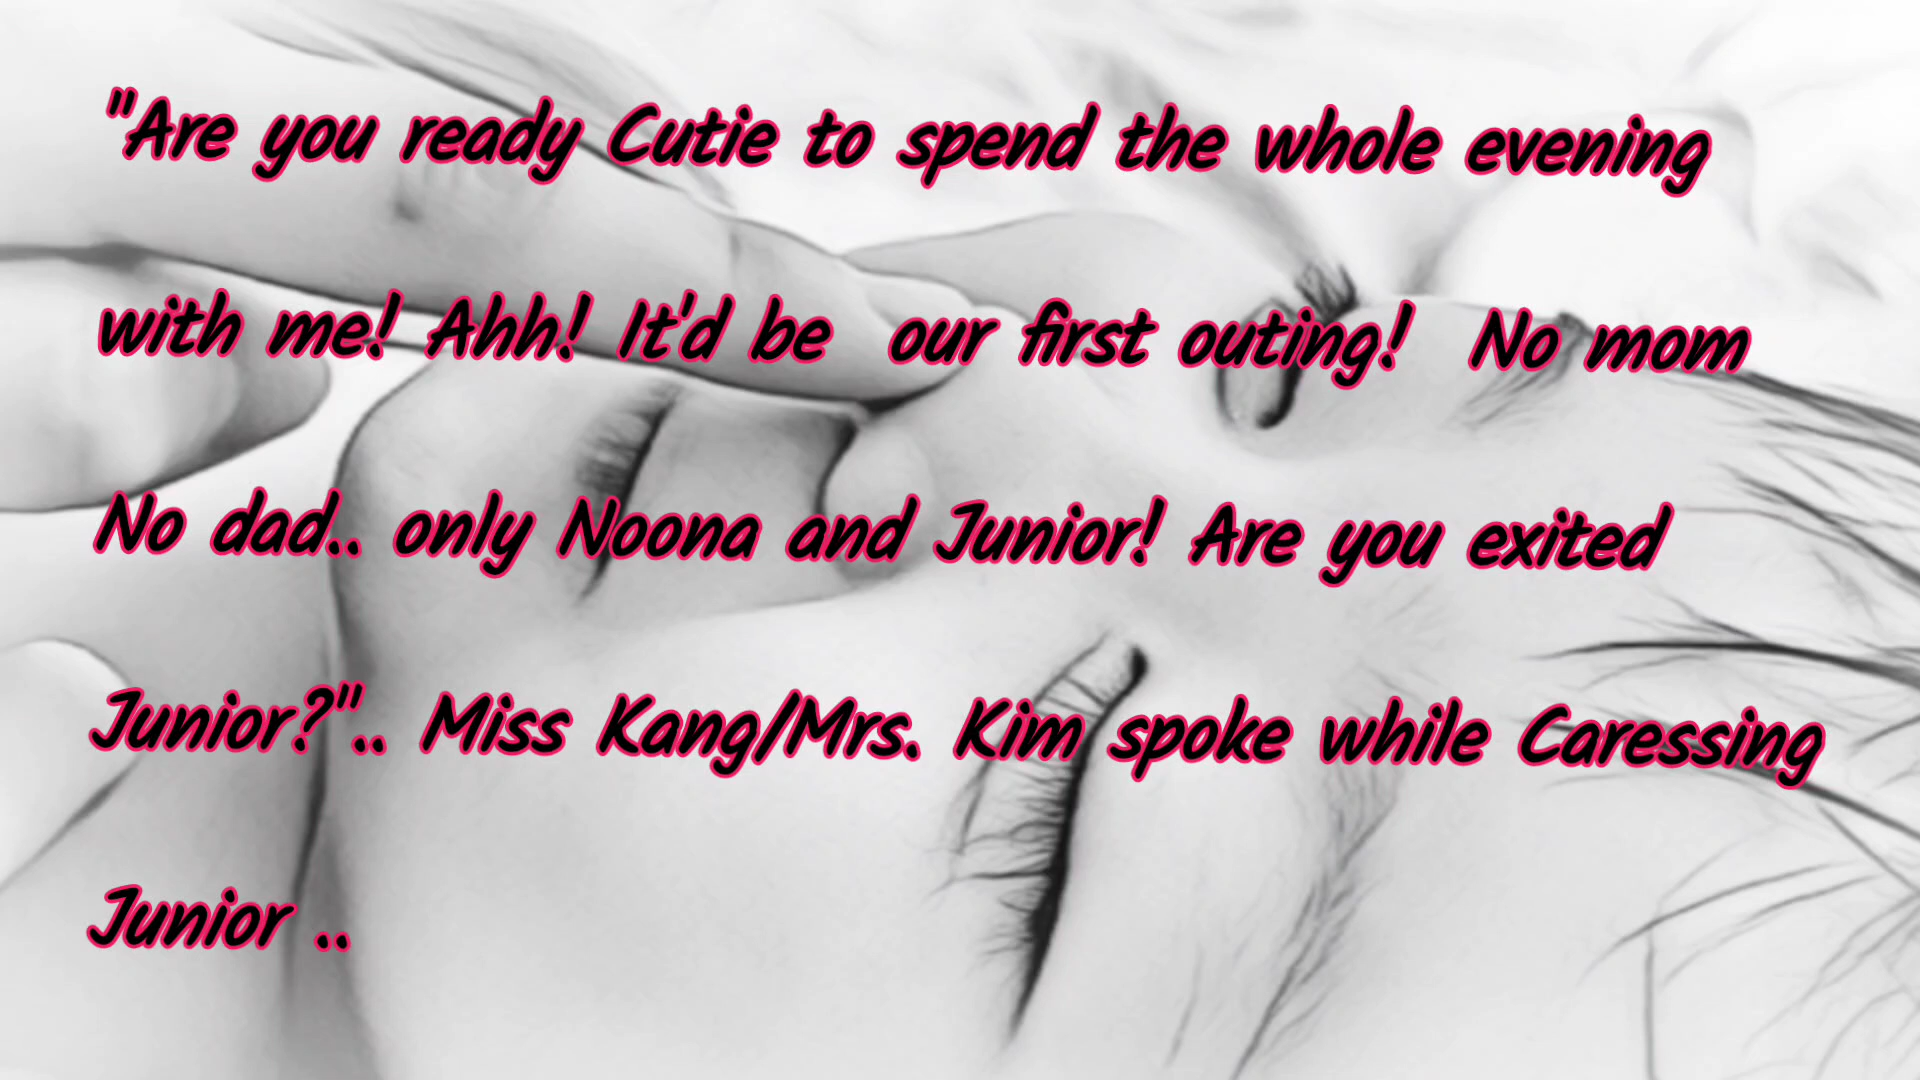 "Are you ready Cutie to spend the whole evening
with me! Ahh! It'd be our first outing! No mom
No dad.. only Noona and Junior! Are you exited
Junior?".. Miss Kang/Mrs. Kim spoke while Caressing
Junior ..